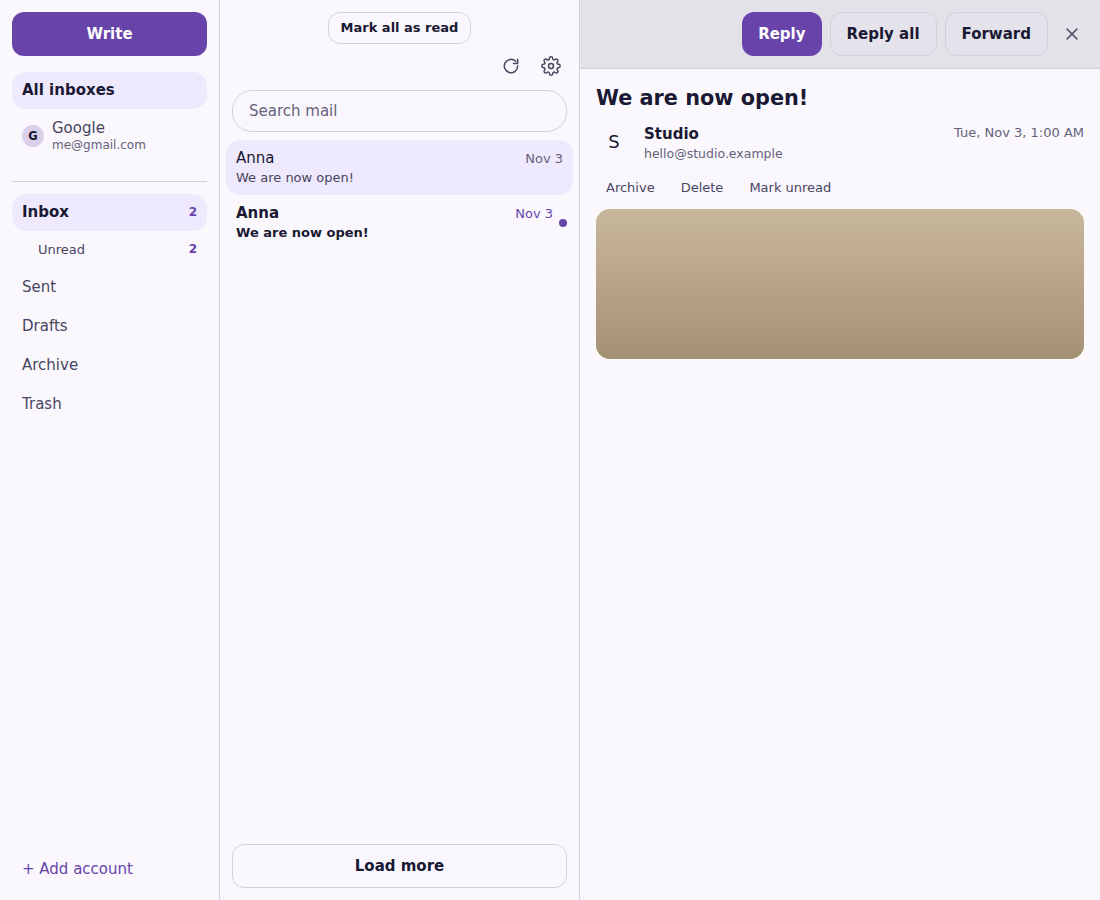 Write
All inboxes
G
Google
me@gmail.com
Inbox 2
Unread 2
Sent
Drafts
Archive
Trash
+ Add account
Mark all as read
Search mail
Anna Nov 3
We are now open!
Anna Nov 3
We are now open!
Load more
Reply Reply all Forward
We are now open!
S
Studio Tue, Nov 3, 1:00 AM
hello@studio.example
Archive Delete Mark unread